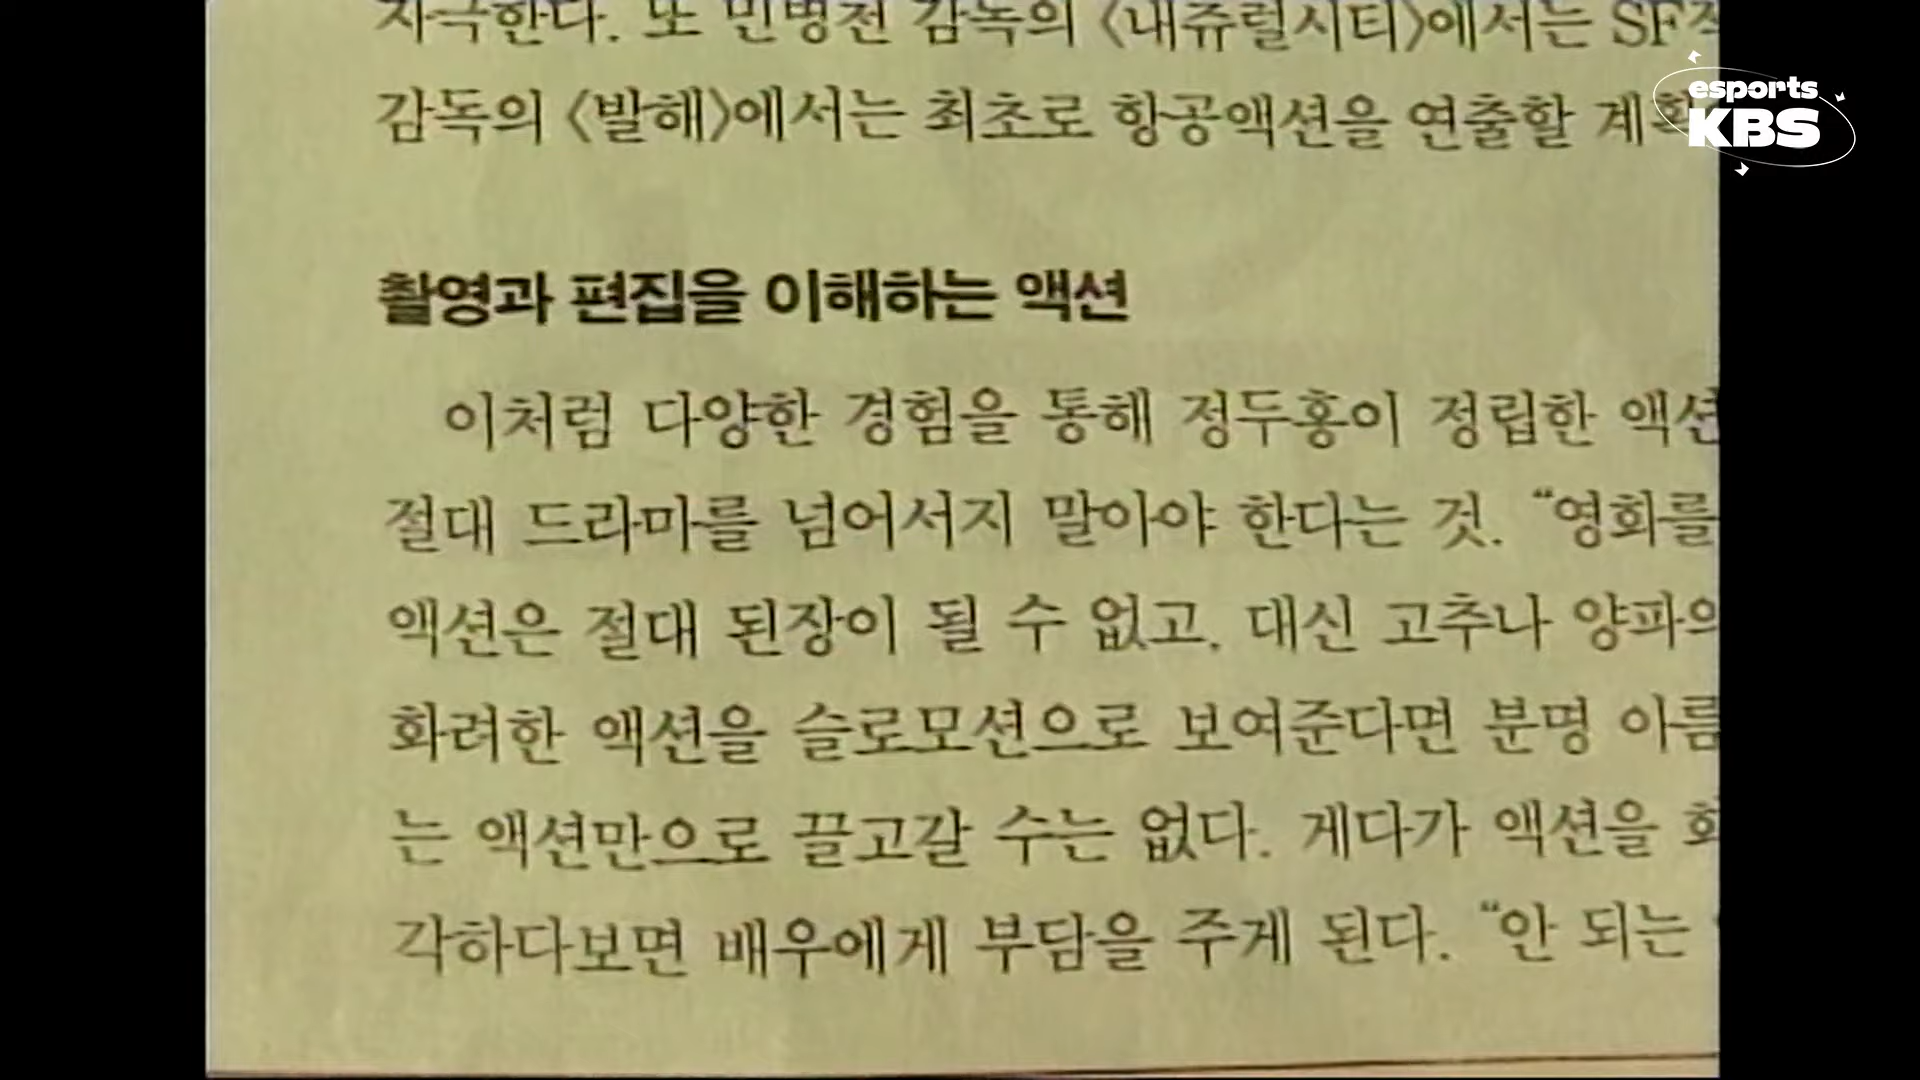 자극한다. 또 민병천 감독의 〈내쥬럴시티〉에서는 SF
감독의 〈발해〉에서는 최초로 항공액션을 연출할 계획
esports
KBS
촬영과 편집을 이해하는 액션
이처럼 다양한 경험을 통해 정두홍이 정립한 액션
절대 드라마를 넘어서지 말아야 한다는 것. “영화를
액션은 절대 된장이 될 수 없고, 대신 고추나 양파의
화려한 액션을 슬로모션으로 보여준다면 분명 아름
는 액션만으로 끌고갈 수는 없다. 게다가 액션을
각하다보면 배우에게 부담을 주게 된다. “안 되는